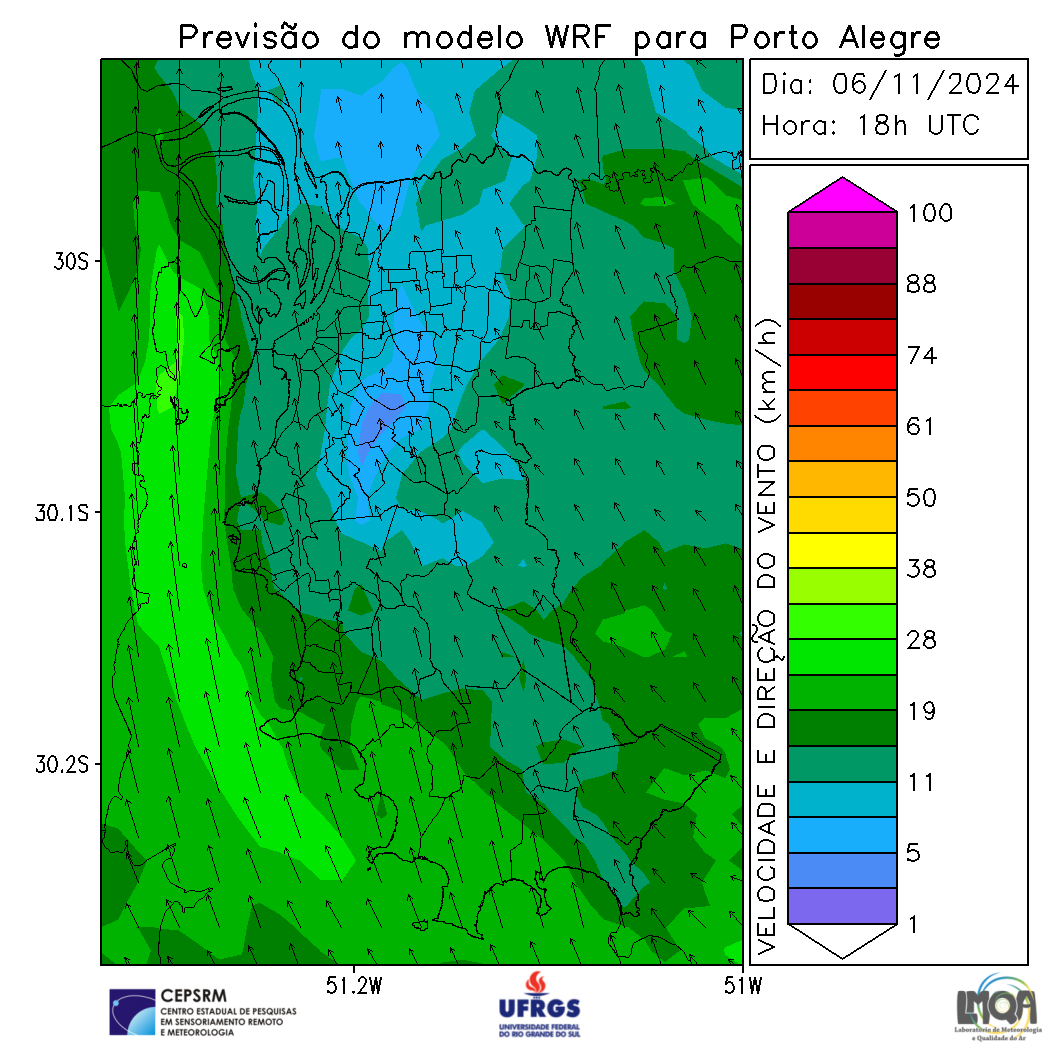 Previsão do modelo WRF para Porto Alegre
Dia: 06/11/2024
Hora: 18h UTC
30S
30.1S
30.2S
51.2W
51W
VELOCIDADE E DIREÇÃO DO VENTO (km/h)
100
88
74
61
50
38
28
19
11
5
1
CEPSRM
CENTRO ESTADUAL DE PESQUISAS
EM SENSORIAMENTO REMOTO
E METEOROLOGIA
UFRGS
UNIVERSIDADE FEDERAL
DO RIO GRANDE DO SUL
LMQA
Laboratório de Meteorologia
e Qualidade do Ar